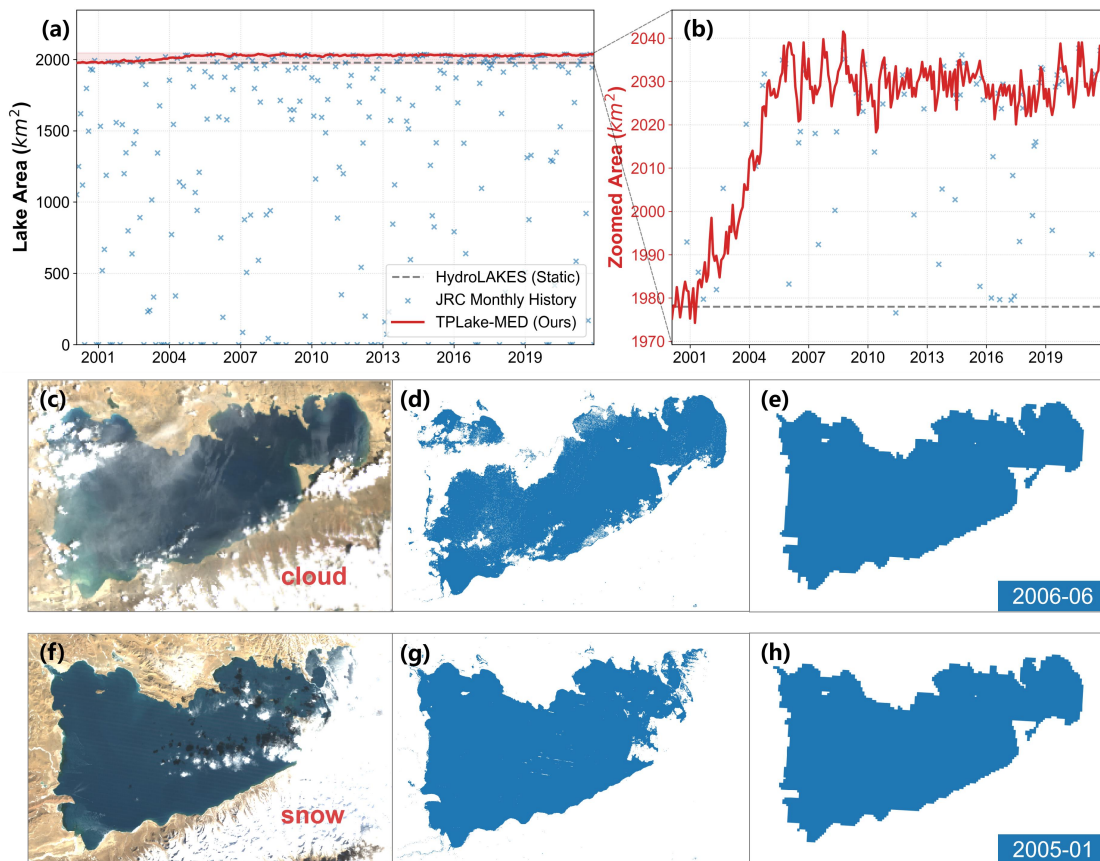 (a)
Lake Area (km²)
2000
1500
1000
500
0
2001 2004 2007 2010 2013 2016 2019
HydroLAKES (Static)
JRC Monthly History
TPLake-MED (Ours)
(b)
Zoomed Area (km²)
2040
2030
2020
2010
2000
1990
1980
1970
2001 2004 2007 2010 2013 2016 2019
(c)
cloud
(d)
(e)
2006-06
(f)
snow
(g)
(h)
2005-01